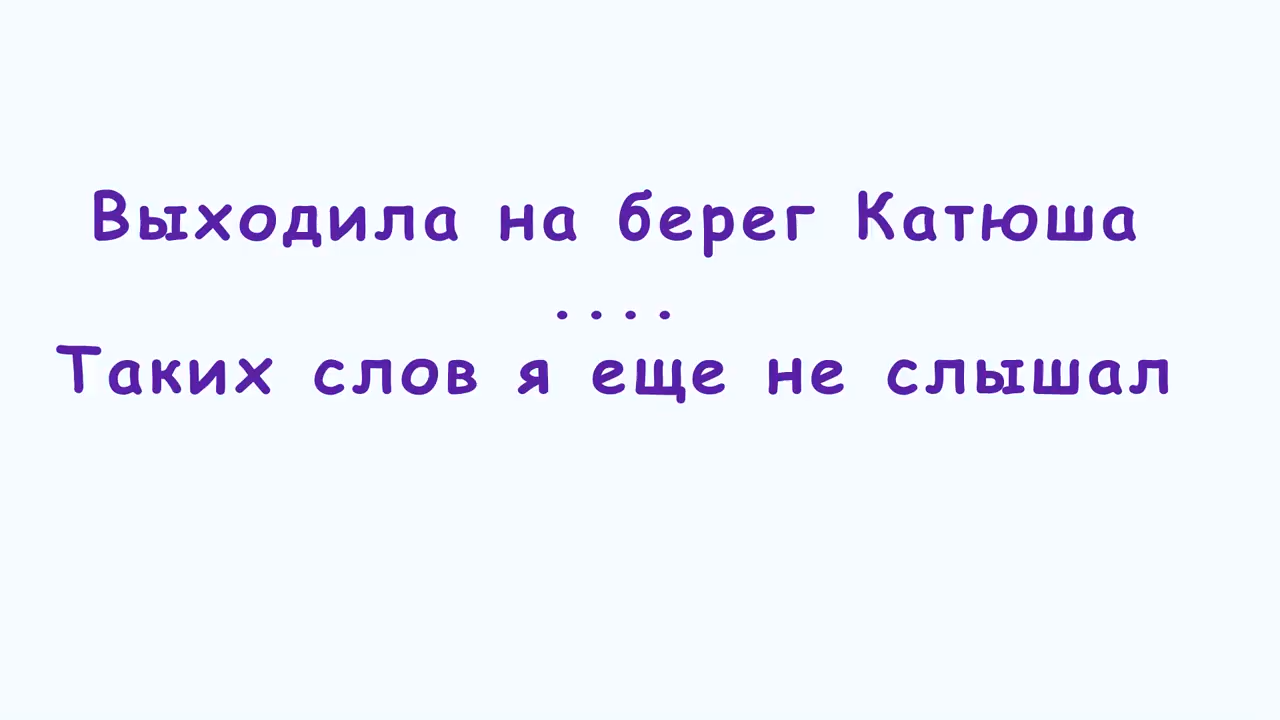 Выходила на берег Катюша
....
Таких слов я еще не слышал